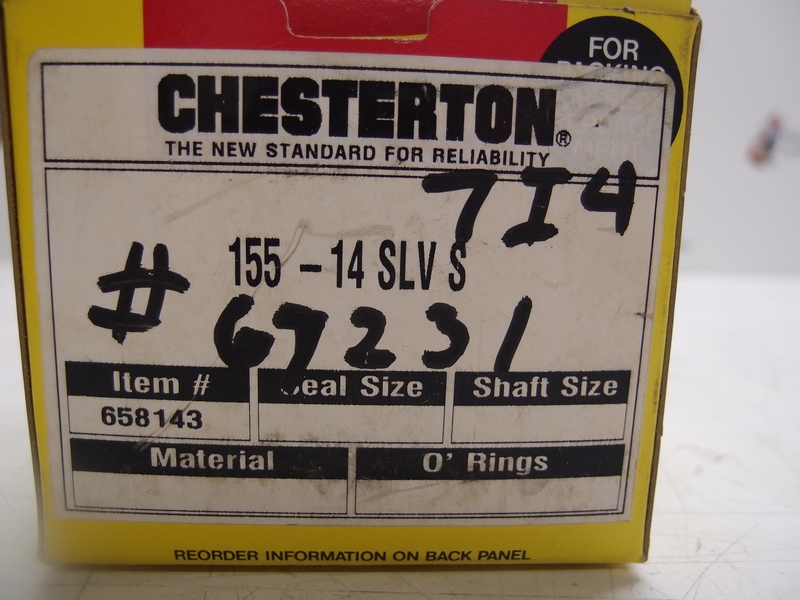 FOR
PACKING
CHESTERTON®
THE NEW STANDARD FOR RELIABILITY
7I4
155 - 14 SLV S
# 67231
Item #
Seal Size
Shaft Size
658143
Material
O' Rings
REORDER INFORMATION ON BACK PANEL